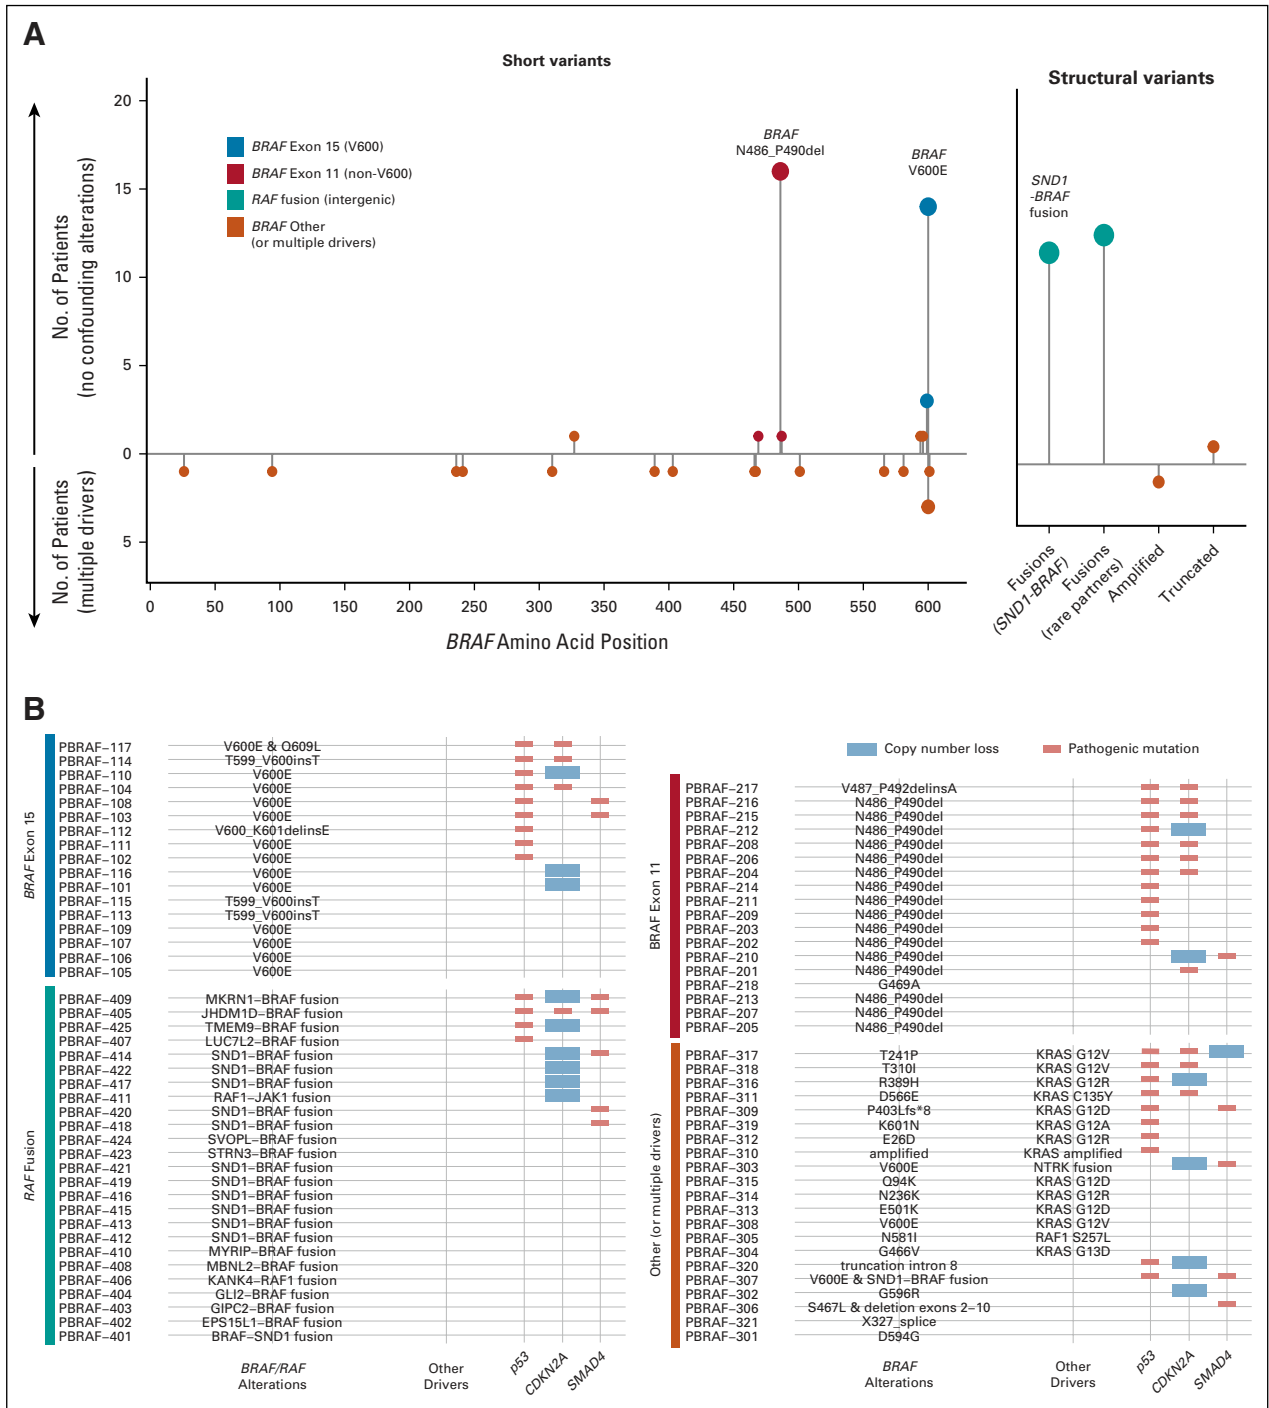 A
Short variants
Structural variants
No. of Patients
(no confounding alterations)
No. of Patients
(multiple drivers)
20
15
10
5
0
5
BRAF Exon 15 (V600)
BRAF Exon 11 (non-V600)
RAF fusion (intergenic)
BRAF Other
(or multiple drivers)
BRAF
N486_P490del
BRAF
V600E
SND1
-BRAF
fusion
0 50 100 150 200 250 300 350 400 450 500 550 600
BRAF Amino Acid Position
Fusions
(SND1-BRAF)
Fusions
(rare partners)
Amplified
Truncated
B
BRAF Exon 15
PBRAF–117 V600E & Q609L
PBRAF–114 T599_V600insT
PBRAF–110 V600E
PBRAF–104 V600E
PBRAF–108 V600E
PBRAF–103 V600E
PBRAF–112 V600_K601delinsE
PBRAF–111 V600E
PBRAF–102 V600E
PBRAF–116 V600E
PBRAF–101 V600E
PBRAF–115 T599_V600insT
PBRAF–113 T599_V600insT
PBRAF–109 V600E
PBRAF–107 V600E
PBRAF–106 V600E
PBRAF–105 V600E
RAF Fusion
PBRAF–409 MKRN1–BRAF fusion
PBRAF–405 JHDM1D–BRAF fusion
PBRAF–425 TMEM9–BRAF fusion
PBRAF–407 LUC7L2–BRAF fusion
PBRAF–414 SND1–BRAF fusion
PBRAF–422 SND1–BRAF fusion
PBRAF–417 SND1–BRAF fusion
PBRAF–411 RAF1–JAK1 fusion
PBRAF–420 SND1–BRAF fusion
PBRAF–418 SND1–BRAF fusion
PBRAF–424 SVOPL–BRAF fusion
PBRAF–423 STRN3–BRAF fusion
PBRAF–421 SND1–BRAF fusion
PBRAF–419 SND1–BRAF fusion
PBRAF–416 SND1–BRAF fusion
PBRAF–415 SND1–BRAF fusion
PBRAF–413 SND1–BRAF fusion
PBRAF–412 SND1–BRAF fusion
PBRAF–410 MYRIP–BRAF fusion
PBRAF–408 MBNL2–BRAF fusion
PBRAF–406 KANK4–RAF1 fusion
PBRAF–404 GLI2–BRAF fusion
PBRAF–403 GIPC2–BRAF fusion
PBRAF–402 EPS15L1–BRAF fusion
PBRAF–401 BRAF–SND1 fusion
BRAF/RAF
Alterations
Other
Drivers
p53
CDKN2A
SMAD4
Copy number loss
Pathogenic mutation
BRAF Exon 11
PBRAF–217 V487_P492delinsA
PBRAF–216 N486_P490del
PBRAF–215 N486_P490del
PBRAF–212 N486_P490del
PBRAF–208 N486_P490del
PBRAF–206 N486_P490del
PBRAF–204 N486_P490del
PBRAF–214 N486_P490del
PBRAF–211 N486_P490del
PBRAF–209 N486_P490del
PBRAF–203 N486_P490del
PBRAF–202 N486_P490del
PBRAF–210 N486_P490del
PBRAF–201 N486_P490del
PBRAF–218 G469A
PBRAF–213 N486_P490del
PBRAF–207 N486_P490del
PBRAF–205 N486_P490del
Other (or multiple drivers)
PBRAF–317 T241P KRAS G12V
PBRAF–318 T310I KRAS G12V
PBRAF–316 R389H KRAS G12R
PBRAF–311 D566E KRAS C135Y
PBRAF–309 P403Lfs*8 KRAS G12D
PBRAF–319 K601N KRAS G12A
PBRAF–312 E26D KRAS G12R
PBRAF–310 amplified KRAS amplified
PBRAF–303 V600E NTRK fusion
PBRAF–315 Q94K KRAS G12D
PBRAF–314 N236K KRAS G12R
PBRAF–313 E501K KRAS G12D
PBRAF–308 V600E KRAS G12V
PBRAF–305 N581I RAF1 S257L
PBRAF–304 G466V KRAS G13D
PBRAF–320 truncation intron 8
PBRAF–307 V600E & SND1–BRAF fusion
PBRAF–302 G596R
PBRAF–306 S467L & deletion exons 2–10
PBRAF–321 X327_splice
PBRAF–301 D594G
BRAF
Alterations
Other
Drivers
p53
CDKN2A
SMAD4